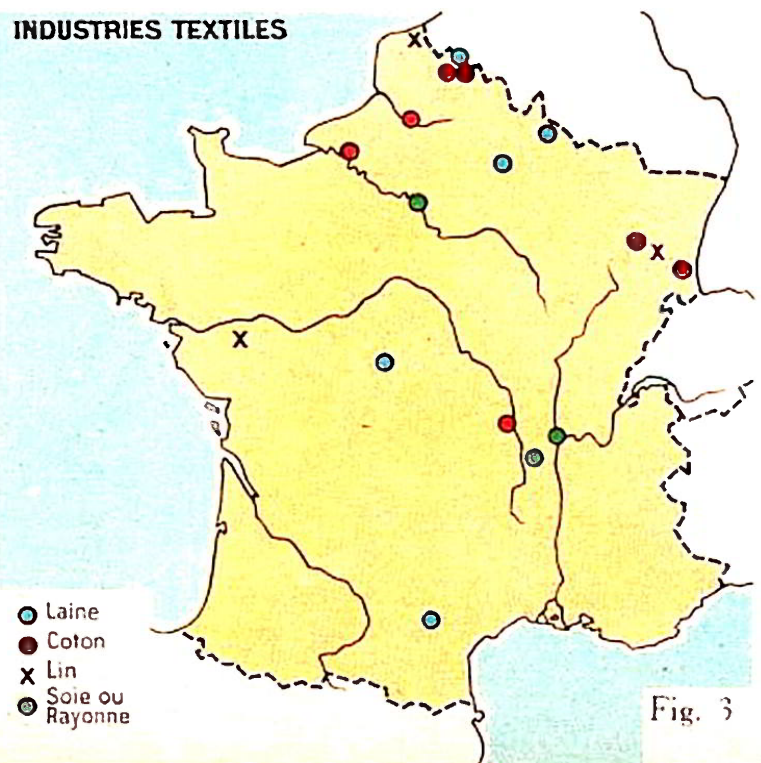 INDUSTRIES TEXTILES
Laine
Coton
x Lin
Soie ou
Rayonne
Fig. 3